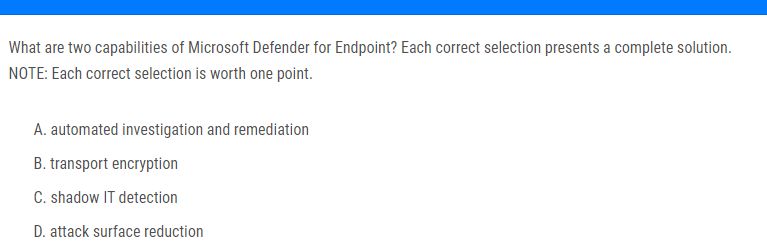 What are two capabilities of Microsoft Defender for Endpoint? Each correct selection presents a complete solution.
NOTE: Each correct selection is worth one point.
A. automated investigation and remediation
B. transport encryption
C. shadow IT detection
D. attack surface reduction